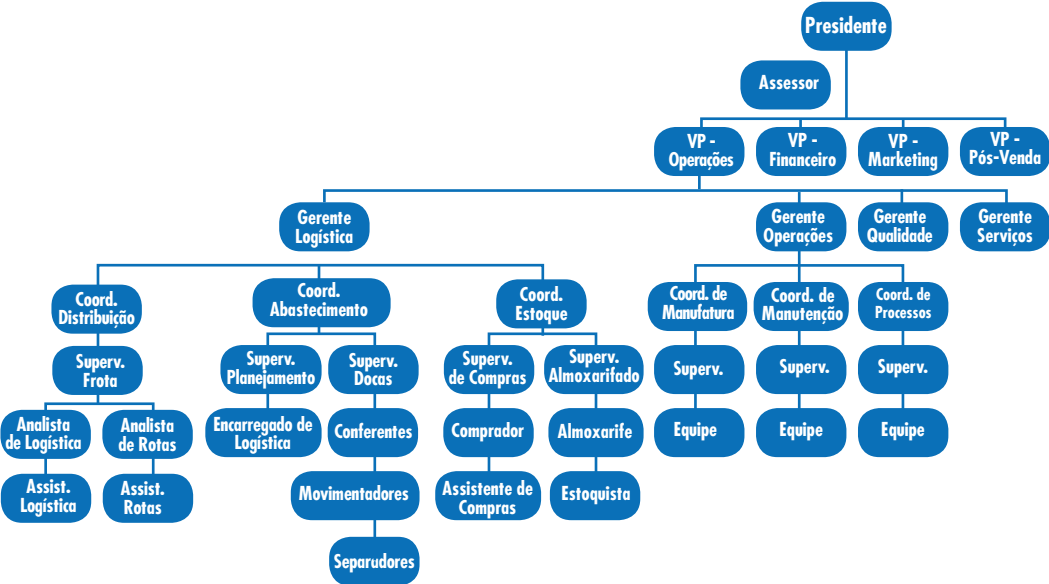 Presidente
Assessor
VP -
Operações
VP -
Financeiro
VP -
Marketing
VP -
Pós-Venda
Gerente
Logística
Gerente
Operações
Gerente
Qualidade
Gerente
Serviços
Coord.
Distribuição
Coord.
Abastecimento
Coord.
Estoque
Coord. de
Manufatura
Coord. de
Manutenção
Coord. de
Processos
Superv.
Frota
Superv.
Planejamento
Superv.
Docas
Superv.
de Compras
Superv.
Almoxarifado
Superv.
Superv.
Superv.
Analista
de Logística
Analista
de Rotas
Encarregado de
Logística
Conferentes
Comprador
Almoxarife
Equipe
Equipe
Equipe
Assist.
Logística
Assist.
Rotas
Movimentadores
Assistente de
Compras
Estoquista
Separudores